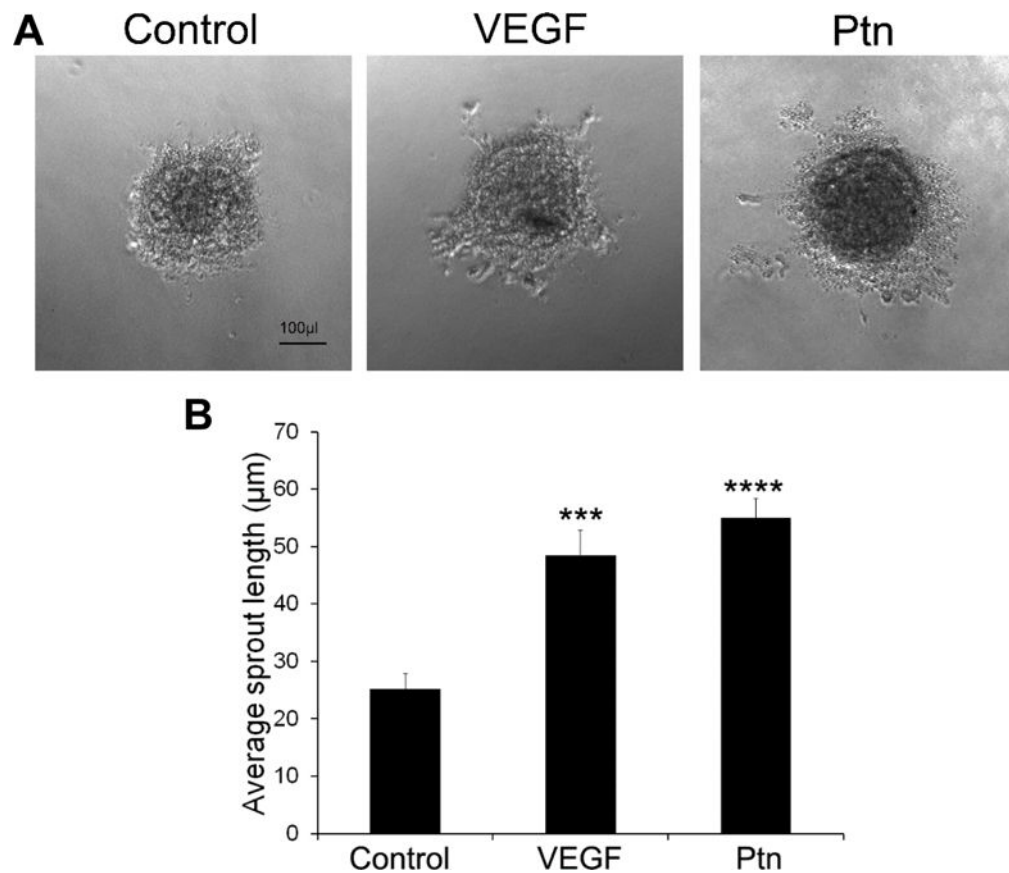 A
Control
VEGF
Ptn
100µl
B
Average sprout length (µm)
70
60
50
40
30
20
10
0
***
****
Control
VEGF
Ptn